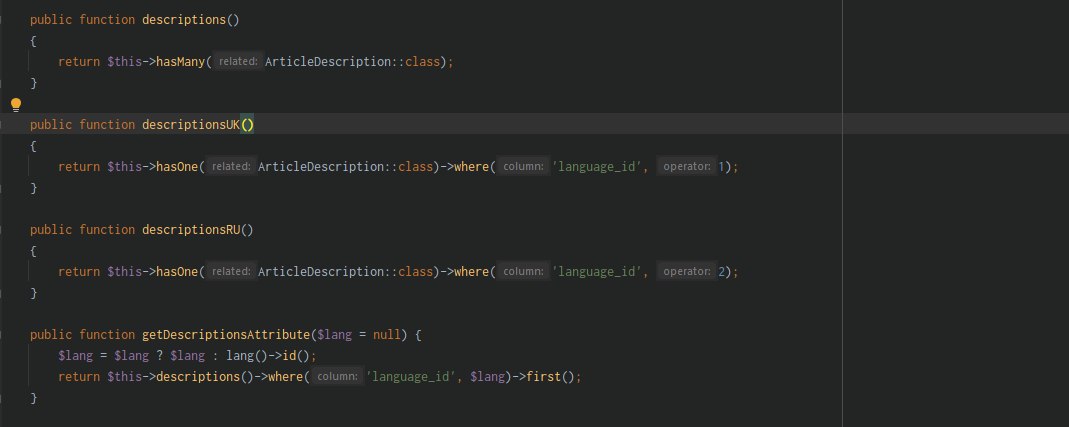 public function descriptions()
{
return $this->hasMany( related: ArticleDescription::class);
}
public function descriptionsUK()
{
return $this->hasOne( related: ArticleDescription::class)->where( column: 'language_id', operator: 1);
}
public function descriptionsRU()
{
return $this->hasOne( related: ArticleDescription::class)->where( column: 'language_id', operator: 2);
}
public function getDescriptionsAttribute($lang = null) {
$lang = $lang ? $lang : lang()->id();
return $this->descriptions()->where( column: 'language_id', $lang)->first();
}